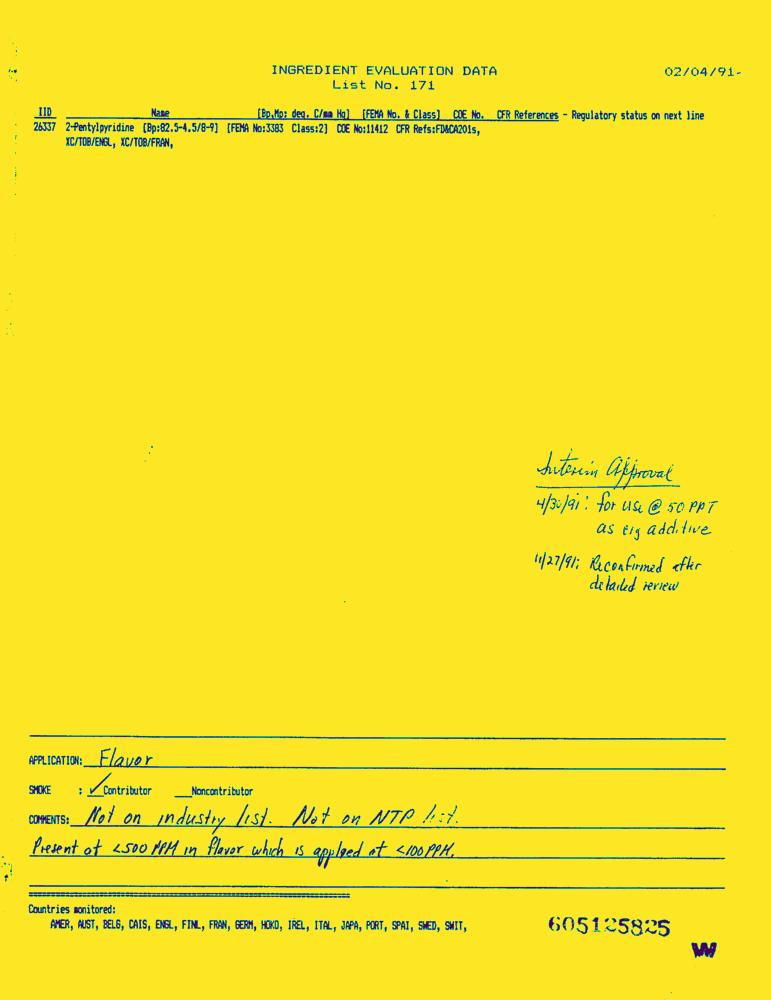 INGREDIENT EVALUATION DATA 02/04/91-
List No. 171
IID Name [Bp,Mp: deg. C/mm Hg] [FEMA No. & Class] COE No. CFR References - Regulatory status on next line
26337 2-Pentylpyridine [Bp:82.5-4.5/8-9] [FEMA No:3383 Class:2] COE No:11412 CFR Refs:FD&CA201s,
XC/TOB/ENGL, XC/TOB/FRAN,
Interim Approval
4/30/91: for use @ 50 PPT
as cig additive
11/27/91: Reconfirmed after
detailed review
APPLICATION: Flavor
SMOKE : ✓ Contributor __Noncontributor
COMMENTS: Not on industry list. Not on NTP list.
Present at <500 PPM in flavor which is applied at <100 PPM.
Countries monitored:
AMER, AUST, BELG, CAIS, ENGL, FINL, FRAN, GERM, HOKO, IREL, ITAL, JAPA, PORT, SPAI, SWED, SWIT,
605125825
W